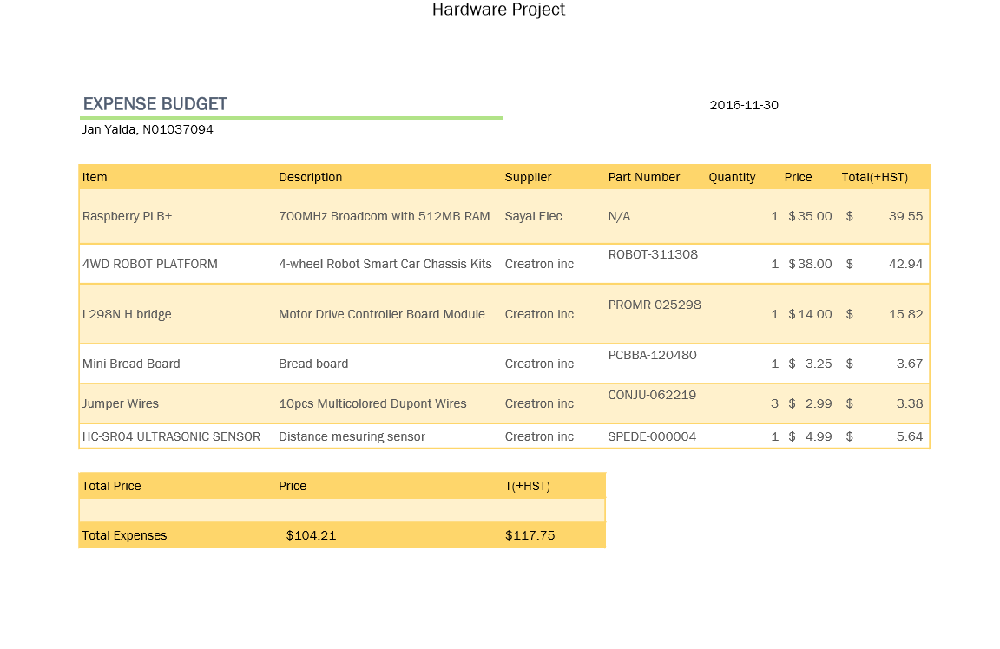 Hardware Project
EXPENSE BUDGET 2016-11-30
Jan Yalda, N01037094
Item Description Supplier Part Number Quantity Price Total(+HST)
Raspberry Pi B+ 700MHz Broadcom with 512MB RAM Sayal Elec. N/A 1 $35.00 $ 39.55
4WD ROBOT PLATFORM 4-wheel Robot Smart Car Chassis Kits Creatron inc ROBOT-311308 1 $38.00 $ 42.94
L298N H bridge Motor Drive Controller Board Module Creatron inc PROMR-025298 1 $14.00 $ 15.82
Mini Bread Board Bread board Creatron inc PCBBA-120480 1 $ 3.25 $ 3.67
Jumper Wires 10pcs Multicolored Dupont Wires Creatron inc CONJU-062219 3 $ 2.99 $ 3.38
HC-SR04 ULTRASONIC SENSOR Distance mesuring sensor Creatron inc SPEDE-000004 1 $ 4.99 $ 5.64
Total Price Price T(+HST)
Total Expenses $104.21 $117.75